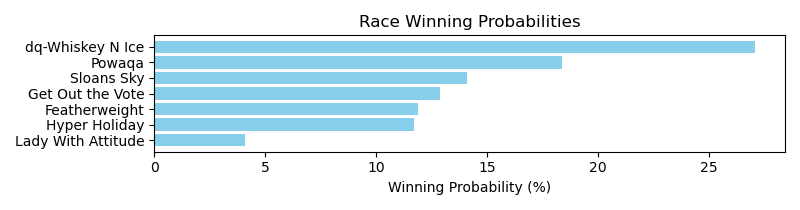 Race Winning Probabilities
dq-Whiskey N Ice
Powaqa
Sloans Sky
Get Out the Vote
Featherweight
Hyper Holiday
Lady With Attitude
0 5 10 15 20 25
Winning Probability (%)